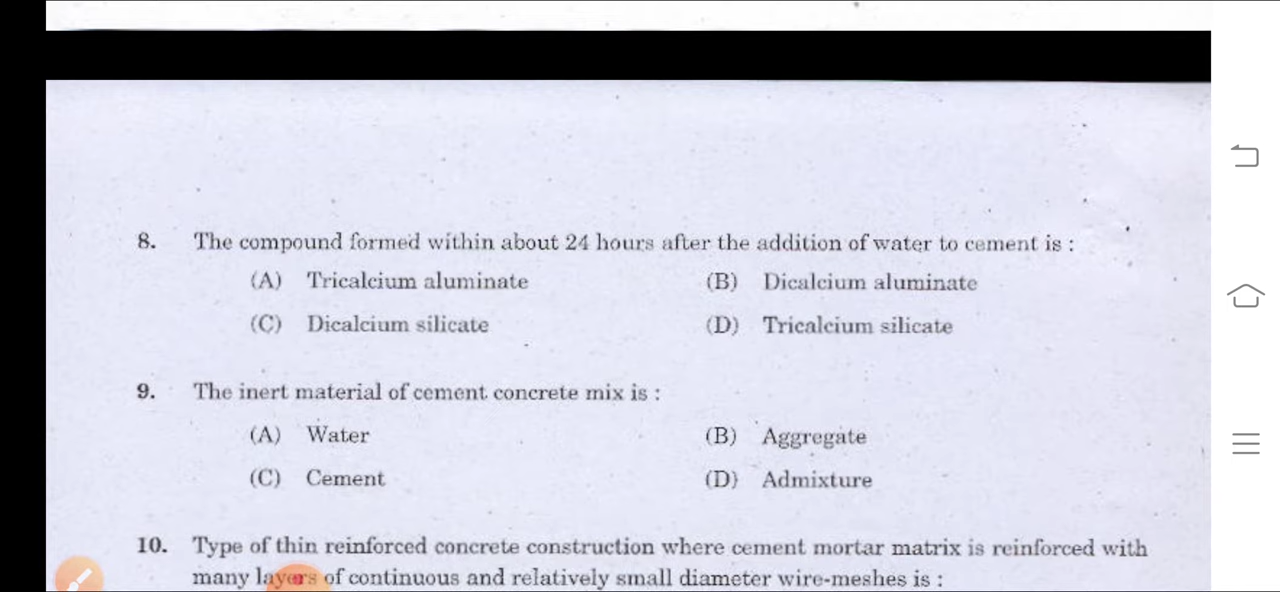 8. The compound formed within about 24 hours after the addition of water to cement is :
(A) Tricalcium aluminate (B) Dicalcium aluminate
(C) Dicalcium silicate (D) Tricalcium silicate
9. The inert material of cement concrete mix is :
(A) Water (B) Aggregate
(C) Cement (D) Admixture
10. Type of thin reinforced concrete construction where cement mortar matrix is reinforced with
many layers of continuous and relatively small diameter wire-meshes is :